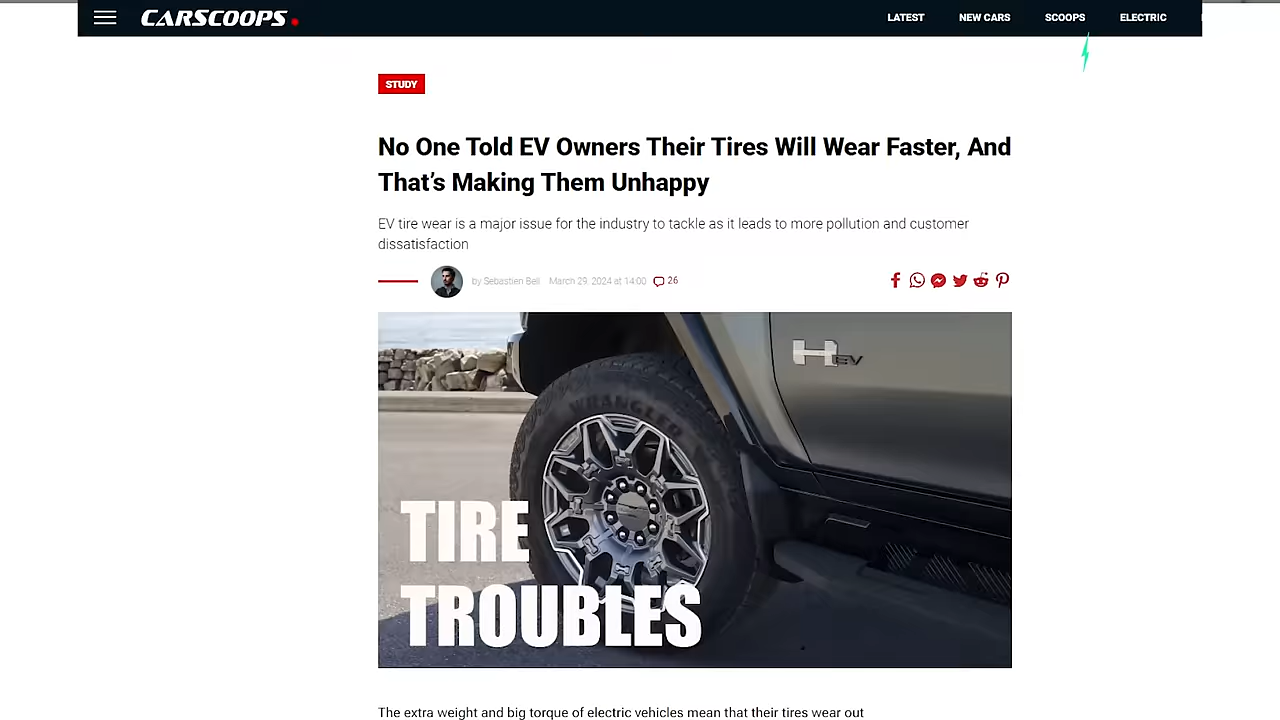 CARSCOOPS
LATEST NEW CARS SCOOPS ELECTRIC
STUDY
No One Told EV Owners Their Tires Will Wear Faster, And
That’s Making Them Unhappy
EV tire wear is a major issue for the industry to tackle as it leads to more pollution and customer
dissatisfaction
by Sebastien Bell March 29, 2024 at 14:00 26
HEV
WRANGLER
TIRE
TROUBLES
The extra weight and big torque of electric vehicles mean that their tires wear out